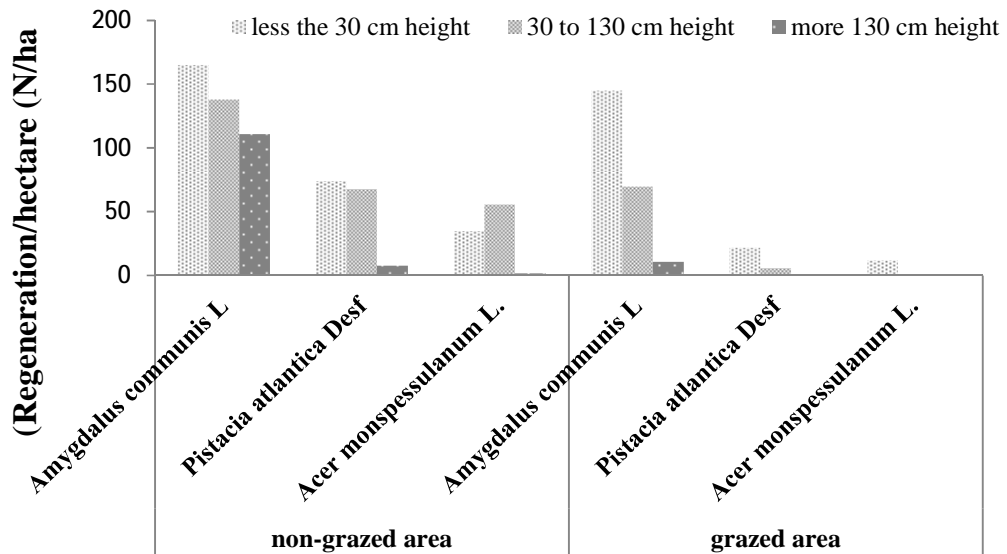 (Regeneration/hectare (N/ha
200
150
100
50
0
less the 30 cm height
30 to 130 cm height
more 130 cm height
Amygdalus communis L
Pistacia atlantica Desf
Acer monspessulanum L.
Amygdalus communis L
Pistacia atlantica Desf
Acer monspessulanum L.
non-grazed area
grazed area